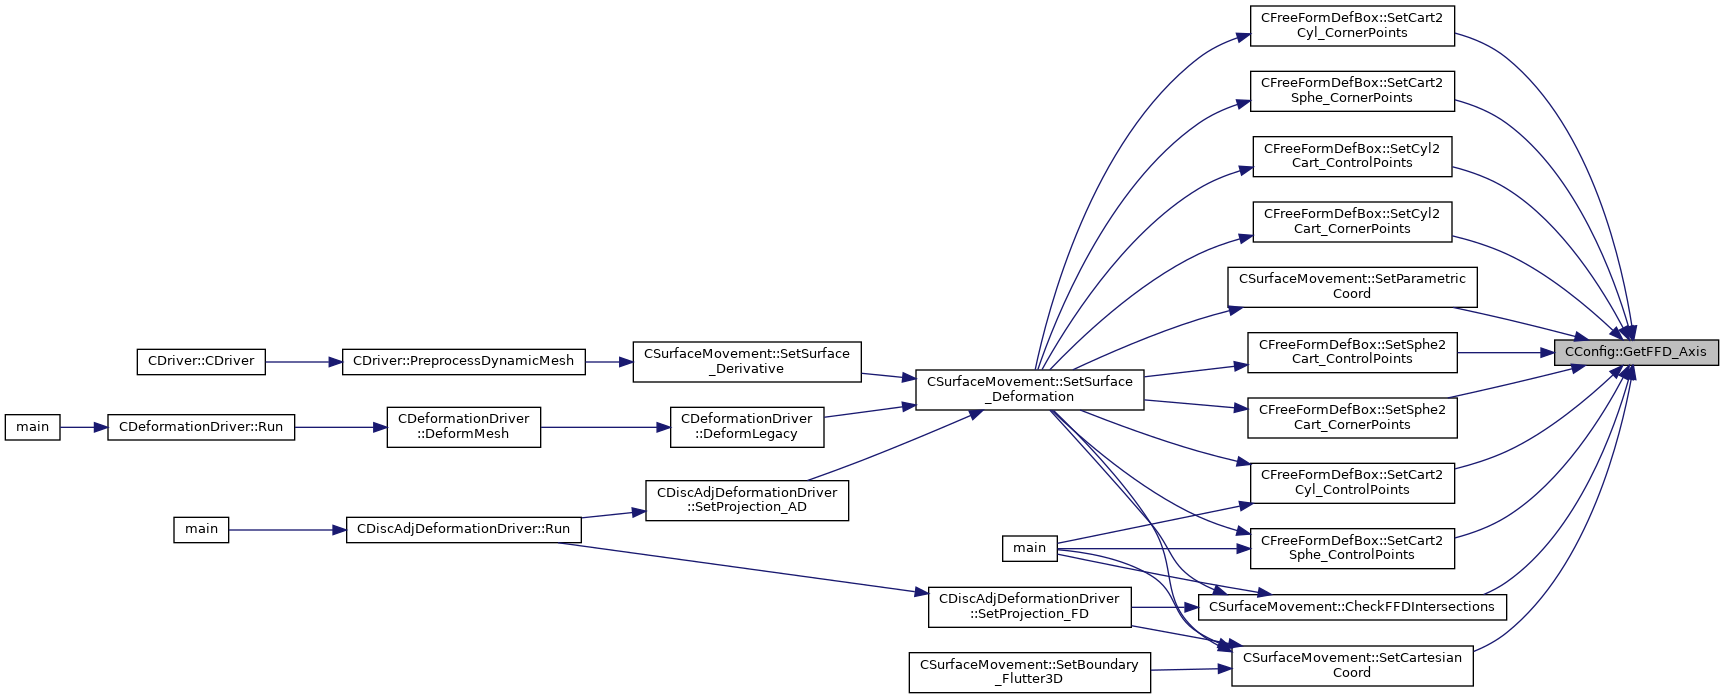 CFreeFormDefBox::SetCart2
Cyl_CornerPoints
CFreeFormDefBox::SetCart2
Sphe_CornerPoints
CFreeFormDefBox::SetCyl2
Cart_ControlPoints
CFreeFormDefBox::SetCyl2
Cart_CornerPoints
CSurfaceMovement::SetParametric
Coord
CFreeFormDefBox::SetSphe2
Cart_ControlPoints
CConfig::GetFFD_Axis
CDriver::CDriver
CDriver::PreprocessDynamicMesh
CSurfaceMovement::SetSurface
_Derivative
CSurfaceMovement::SetSurface
_Deformation
CFreeFormDefBox::SetSphe2
Cart_CornerPoints
main
CDeformationDriver::Run
CDeformationDriver
::DeformMesh
CDeformationDriver
::DeformLegacy
CFreeFormDefBox::SetCart2
Cyl_ControlPoints
CDiscAdjDeformationDriver
::SetProjection_AD
main
CDiscAdjDeformationDriver::Run
main
CFreeFormDefBox::SetCart2
Sphe_ControlPoints
CDiscAdjDeformationDriver
::SetProjection_FD
CSurfaceMovement::CheckFFDIntersections
CSurfaceMovement::SetBoundary
_Flutter3D
CSurfaceMovement::SetCartesian
Coord